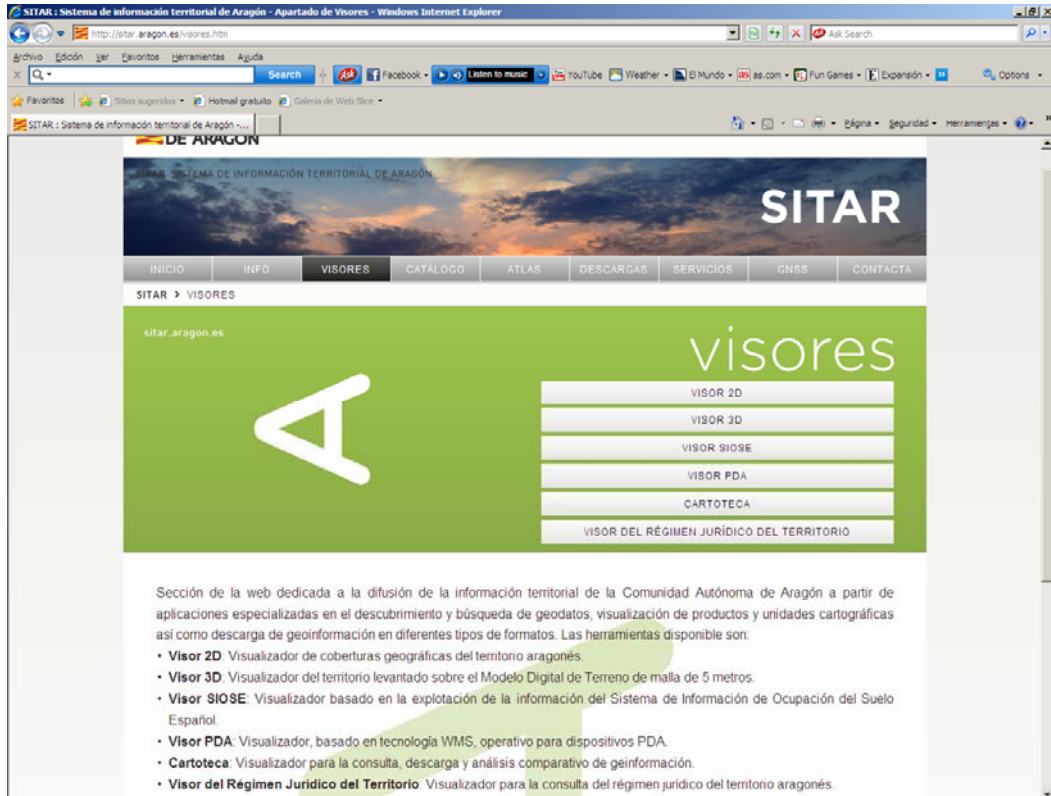 SITAR : Sistema de información territorial de Aragón - Apartado de Visores - Windows Internet Explorer
http://sitar.aragon.es/visores.htm
Ask Search
Archivo Edición Ver Favoritos Herramientas Ayuda
Search Ask Facebook Listen to music YouTube Weather El Mundo as.com Fun Games Expansión Options
Favoritos Sitios sugeridos Hotmail gratuito Galería de Web Slice
SITAR : Sistema de información territorial de Aragón -...
Página Seguridad Herramientas
DE ARAGON
SITAR. SISTEMA DE INFORMACIÓN TERRITORIAL DE ARAGÓN
SITAR
INICIO INFO VISORES CATÁLOGO ATLAS DESCARGAS SERVICIOS GNSS CONTACTA
SITAR > VISORES
sitar.aragon.es
visores
A
VISOR 2D
VISOR 3D
VISOR SIOSE
VISOR PDA
CARTOTECA
VISOR DEL RÉGIMEN JURÍDICO DEL TERRITORIO
Sección de la web dedicada a la difusión de la información territorial de la Comunidad Autónoma de Aragón a partir de
aplicaciones especializadas en el descubrimiento y búsqueda de geodatos, visualización de productos y unidades cartográficas
así como descarga de geoinformación en diferentes tipos de formatos. Las herramientas disponible son:
• Visor 2D: Visualizador de coberturas geográficas del territorio aragonés.
• Visor 3D: Visualizador del territorio levantado sobre el Modelo Digital de Terreno de malla de 5 metros.
• Visor SIOSE: Visualizador basado en la explotación de la información del Sistema de Información de Ocupación del Suelo
Español.
• Visor PDA: Visualizador, basado en tecnología WMS, operativo para dispositivos PDA.
• Cartoteca: Visualizador para la consulta, descarga y análisis comparativo de geinformación.
• Visor del Régimen Jurídico del Territorio: Visualizador para la consulta del régimen jurídico del territorio aragonés.